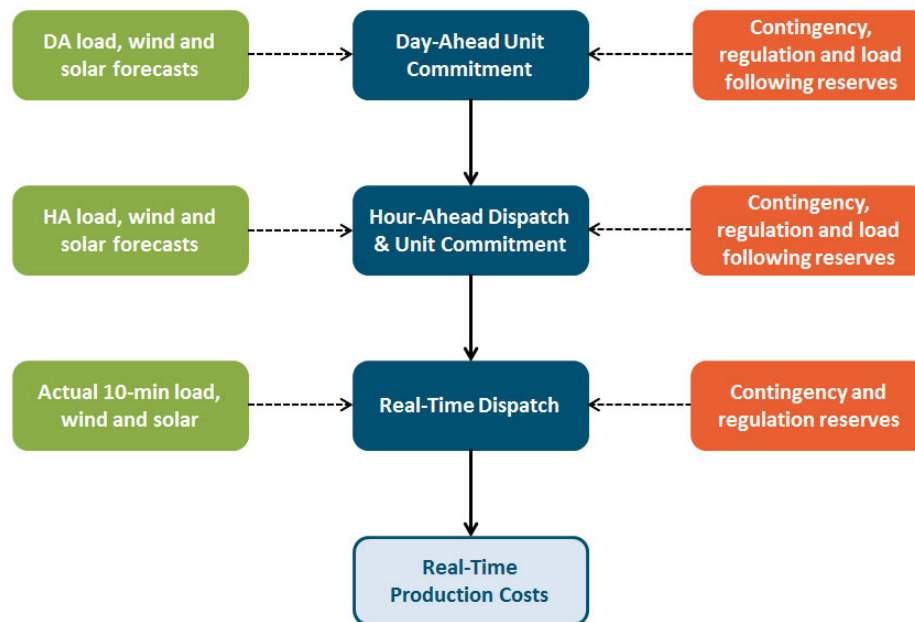 DA load, wind and
solar forecasts
Day-Ahead Unit
Commitment
Contingency,
regulation and load
following reserves
HA load, wind and
solar forecasts
Hour-Ahead Dispatch
& Unit Commitment
Contingency,
regulation and load
following reserves
Actual 10-min load,
wind and solar
Real-Time Dispatch
Contingency and
regulation reserves
Real-Time
Production Costs